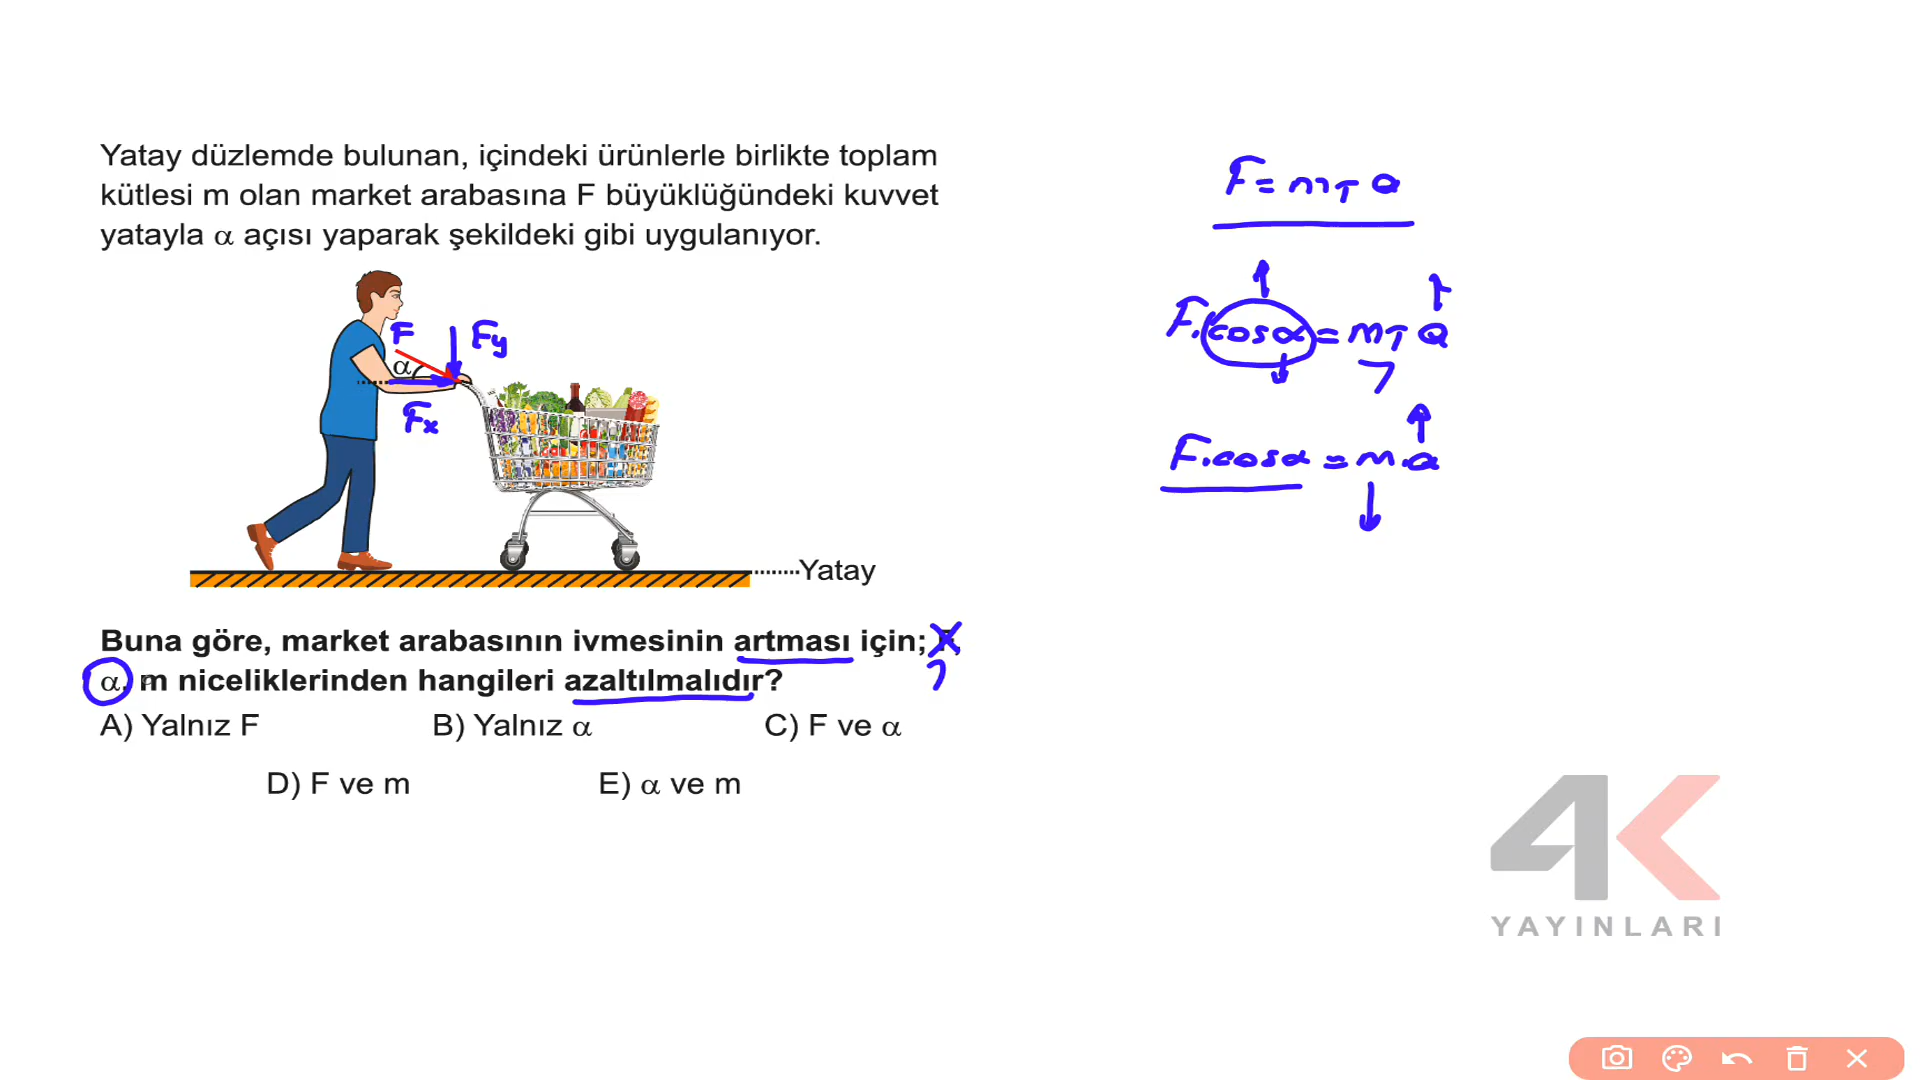 Yatay düzlemde bulunan, içindeki ürünlerle birlikte toplam
kütlesi m olan market arabasına F büyüklüğündeki kuvvet
yatayla α açısı yaparak şekildeki gibi uygulanıyor.
F
Fy
α
Fx
Yatay
Buna göre, market arabasının ivmesinin artması için;
α, m niceliklerinden hangileri azaltılmalıdır?
A) Yalnız F
B) Yalnız α
C) F ve α
D) F ve m
E) α ve m
F = mT a
F.cosα = mT a
F.cosα = m.a
4K
YAYINLARI